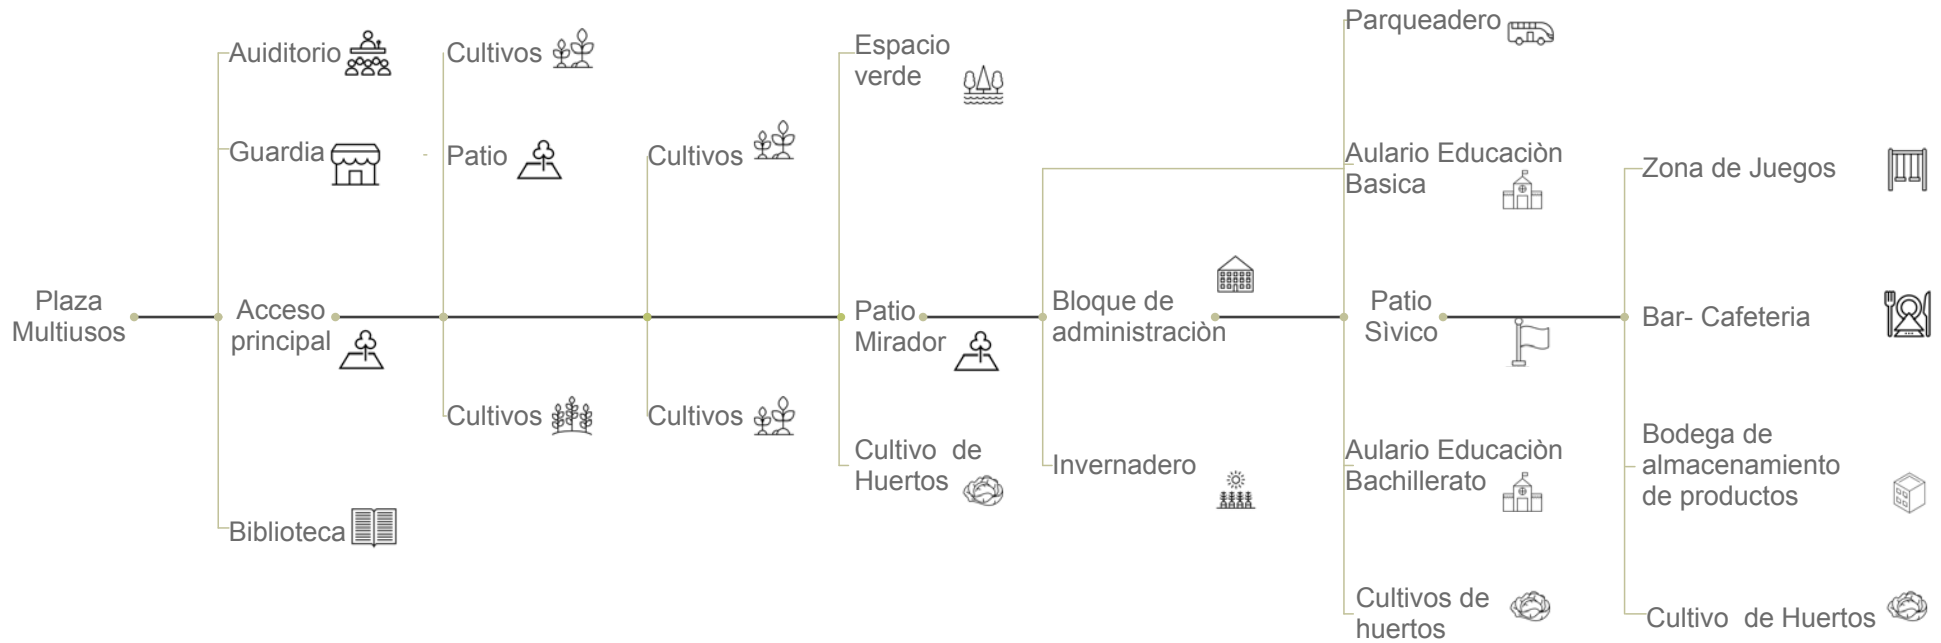 Plaza
Multiusos
Auiditorio
Guardia
Acceso
principal
Biblioteca
Cultivos
Patio
Cultivos
Cultivos
Cultivos
Espacio
verde
Patio
Mirador
Cultivo de
Huertos
Bloque de
administraciòn
Invernadero
Parqueadero
Aulario Educaciòn
Basica
Patio
Sìvico
Aulario Educaciòn
Bachillerato
Cultivos de
huertos
Zona de Juegos
Bar- Cafeteria
Bodega de
almacenamiento
de productos
Cultivo de Huertos